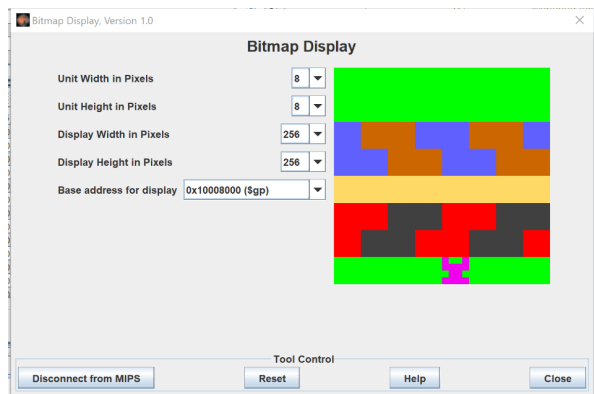 Bitmap Display, Version 1.0
Bitmap Display
Unit Width in Pixels 8
Unit Height in Pixels 8
Display Width in Pixels 256
Display Height in Pixels 256
Base address for display 0x10008000 ($gp)
Tool Control
Disconnect from MIPS Reset Help Close